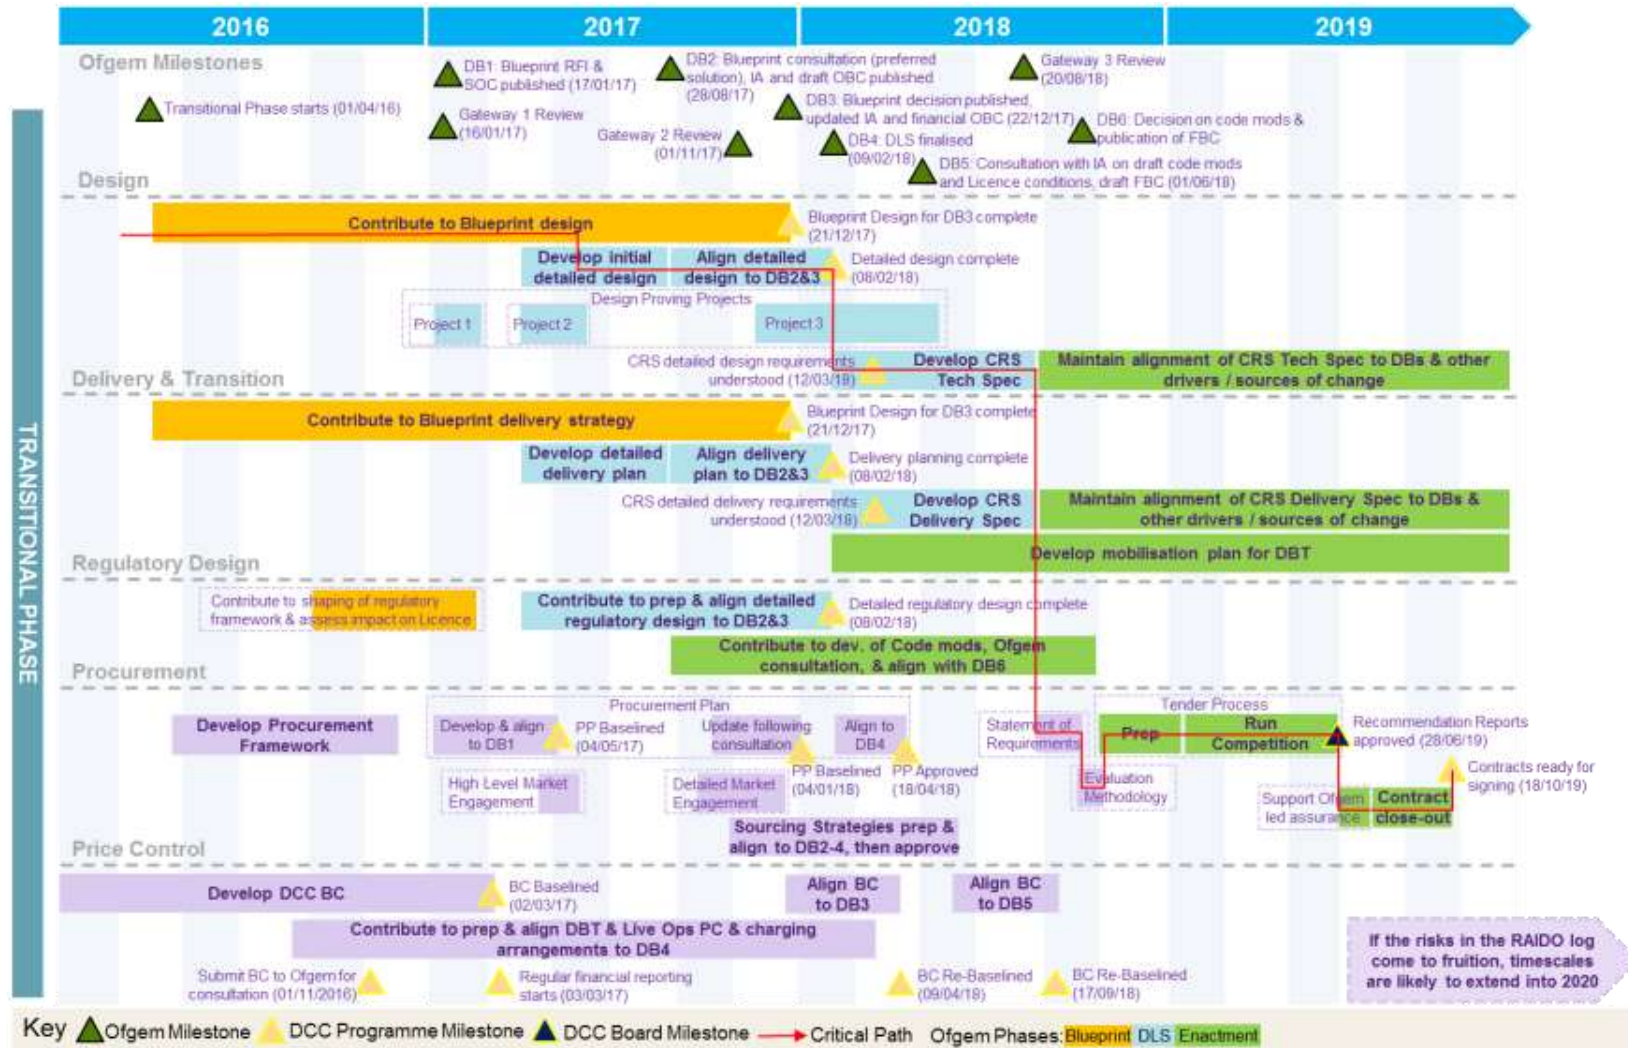 2016
2017
2018
2019
Ofgem Milestones
Transitional Phase starts (01/04/16)
DB1: Blueprint RFI &
SOC published (17/01/17)
Gateway 1 Review
(16/01/17)
DB2: Blueprint consultation (preferred
solution), IA and draft OBC published
(28/08/17)
Gateway 2 Review
(01/11/17)
DB3: Blueprint decision published,
updated IA and financial OBC (22/12/17)
DB4: DLS finalised
(09/02/18)
DB5: Consultation with IA on draft code mods
and Licence conditions, draft FBC (01/06/18)
Gateway 3 Review
(20/08/18)
DB6: Decision on code mods &
publication of FBC
TRANSITIONAL PHASE
Design
Contribute to Blueprint design
Blueprint Design for DB3 complete
(21/12/17)
Develop initial
detailed design
Align detailed
design to DB2&3
Detailed design complete
(08/02/18)
Design Proving Projects
Project 1
Project 2
Project 3
CRS detailed design requirements
understood (12/03/18)
Develop CRS
Tech Spec
Maintain alignment of CRS Tech Spec to DBs & other
drivers / sources of change
Delivery & Transition
Contribute to Blueprint delivery strategy
Blueprint Design for DB3 complete
(21/12/17)
Develop detailed
delivery plan
Align delivery
plan to DB2&3
Delivery planning complete
(08/02/18)
CRS detailed delivery requirements
understood (12/03/18)
Develop CRS
Delivery Spec
Maintain alignment of CRS Delivery Spec to DBs &
other drivers / sources of change
Develop mobilisation plan for DBT
Regulatory Design
Contribute to shaping of regulatory
framework & assess impact on Licence
Contribute to prep & align detailed
regulatory design to DB2&3
Detailed regulatory design complete
(08/02/18)
Contribute to dev. of Code mods, Ofgem
consultation, & align with DB6
Procurement
Develop Procurement
Framework
Procurement Plan
Develop & align
to DB1
PP Baselined
(04/05/17)
Update following
consultation
Align to
DB4
PP Baselined
(04/01/18)
PP Approved
(18/04/18)
High Level Market
Engagement
Detailed Market
Engagement
Sourcing Strategies prep &
align to DB2-4, then approve
Statement of
Requirements
Evaluation
Methodology
Tender Process
Prep
Run
Competition
Recommendation Reports
approved (28/06/19)
Support Ofgem
led assurance
Contract
close-out
Contracts ready for
signing (18/10/19)
Price Control
Develop DCC BC
BC Baselined
(02/03/17)
Align BC
to DB3
Align BC
to DB5
Contribute to prep & align DBT & Live Ops PC & charging
arrangements to DB4
Submit BC to Ofgem for
consultation (01/11/2016)
Regular financial reporting
starts (03/03/17)
BC Re-Baselined
(09/04/18)
BC Re-Baselined
(17/09/18)
If the risks in the RAIDO log
come to fruition, timescales
are likely to extend into 2020
Key Ofgem Milestone DCC Programme Milestone DCC Board Milestone Critical Path Ofgem Phases: Blueprint DLS Enactment